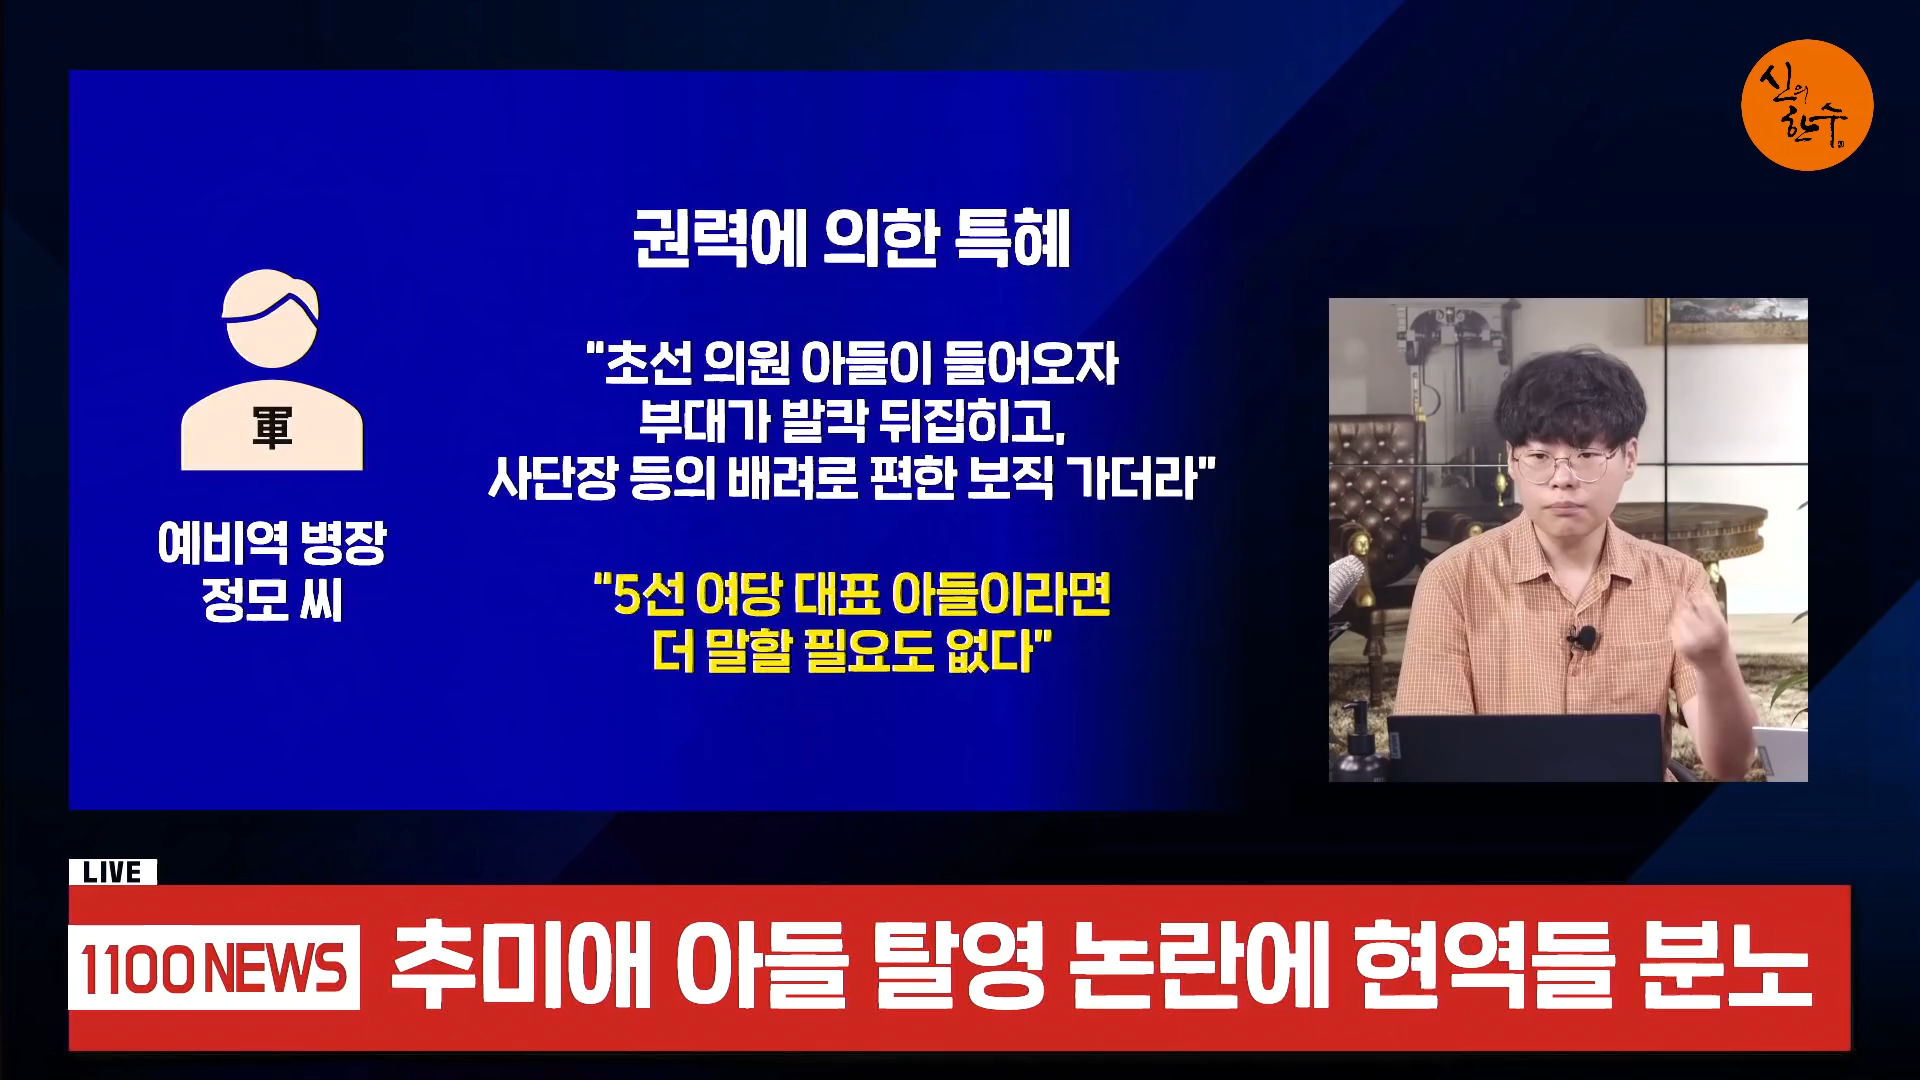 신의
한수
권력에 의한 특혜
"초선 의원 아들이 들어오자
부대가 발칵 뒤집히고,
사단장 등의 배려로 편한 보직 가더라"
"5선 여당 대표 아들이라면
더 말할 필요도 없다"
軍
예비역 병장
정모 씨
Lenovo
LIVE
1100 NEWS
추미애 아들 탈영 논란에 현역들 분노